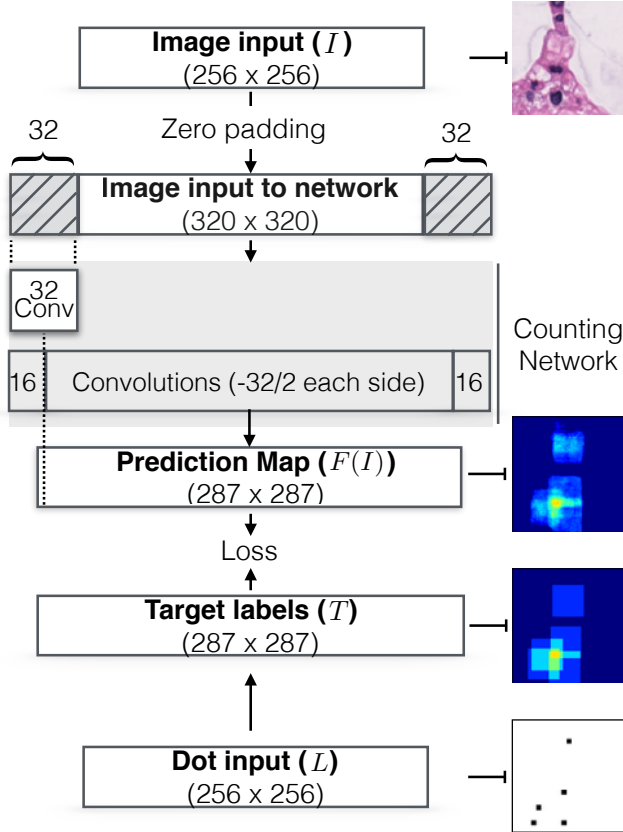 Image input (I)
(256 x 256)
Zero padding
32
32
Image input to network
(320 x 320)
32
Conv
Counting
Network
16
Convolutions (-32/2 each side)
16
Prediction Map (F(I))
(287 x 287)
Loss
Target labels (T)
(287 x 287)
Dot input (L)
(256 x 256)